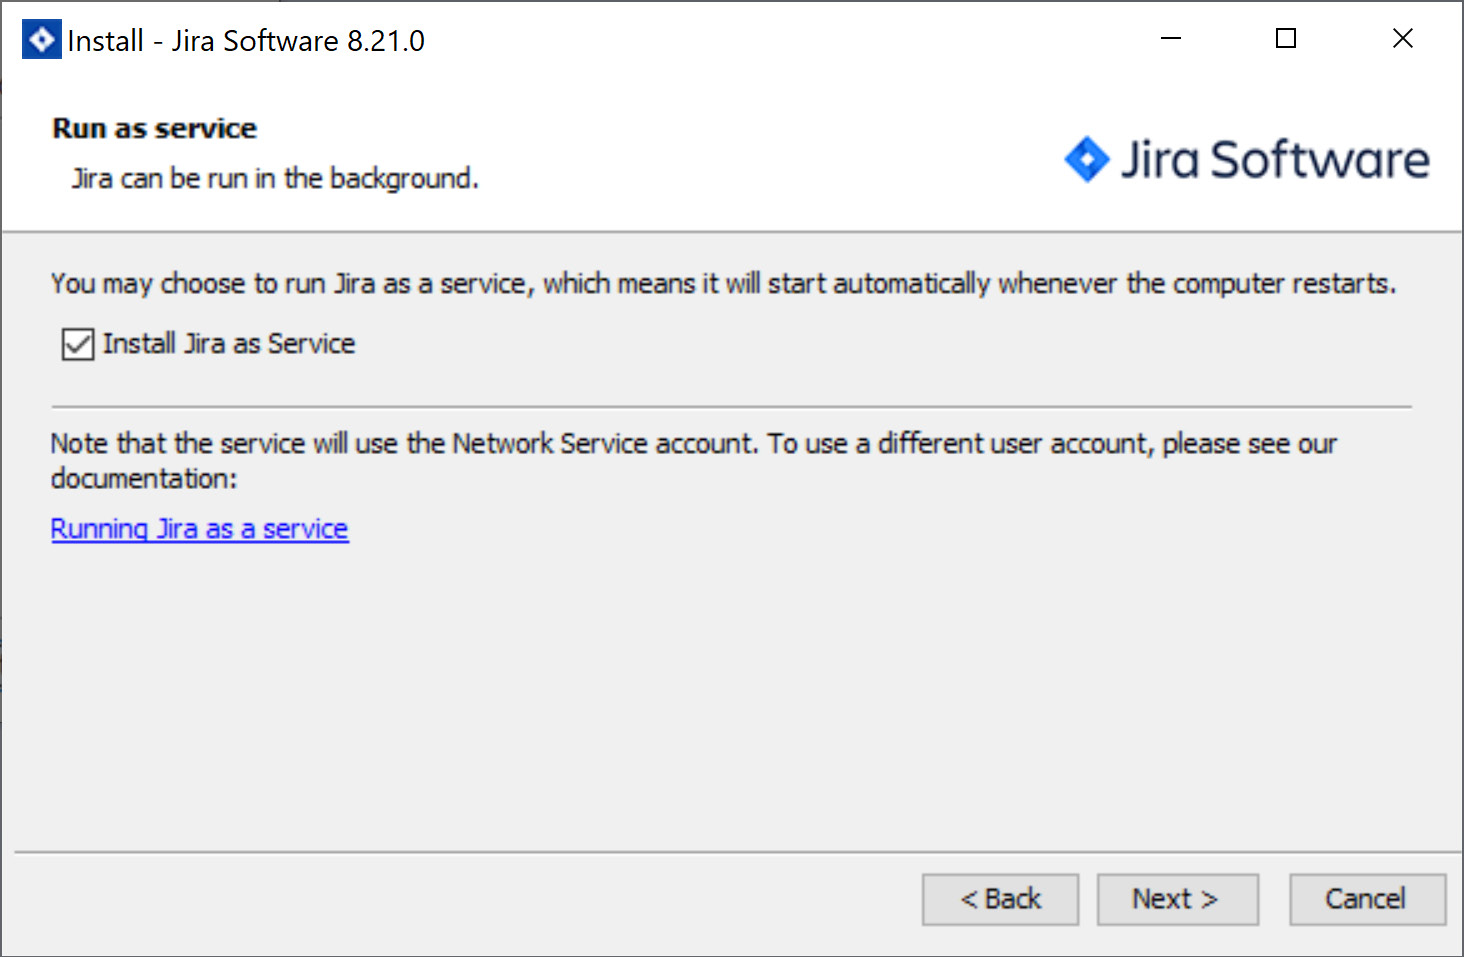 Install - Jira Software 8.21.0
Run as service
Jira can be run in the background.
Jira Software
You may choose to run Jira as a service, which means it will start automatically whenever the computer restarts.
Install Jira as Service
Note that the service will use the Network Service account. To use a different user account, please see our
documentation:
Running Jira as a service
< Back
Next >
Cancel